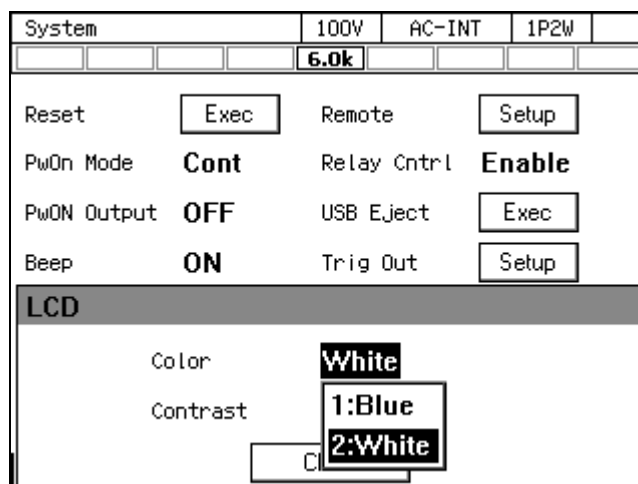 System 100V AC-INT 1P2W
6.0k
Reset Exec Remote Setup
PwOn Mode Cont Relay Cntrl Enable
PwON Output OFF USB Eject Exec
Beep ON Trig Out Setup
LCD
Color White
Contrast 1:Blue
2:White